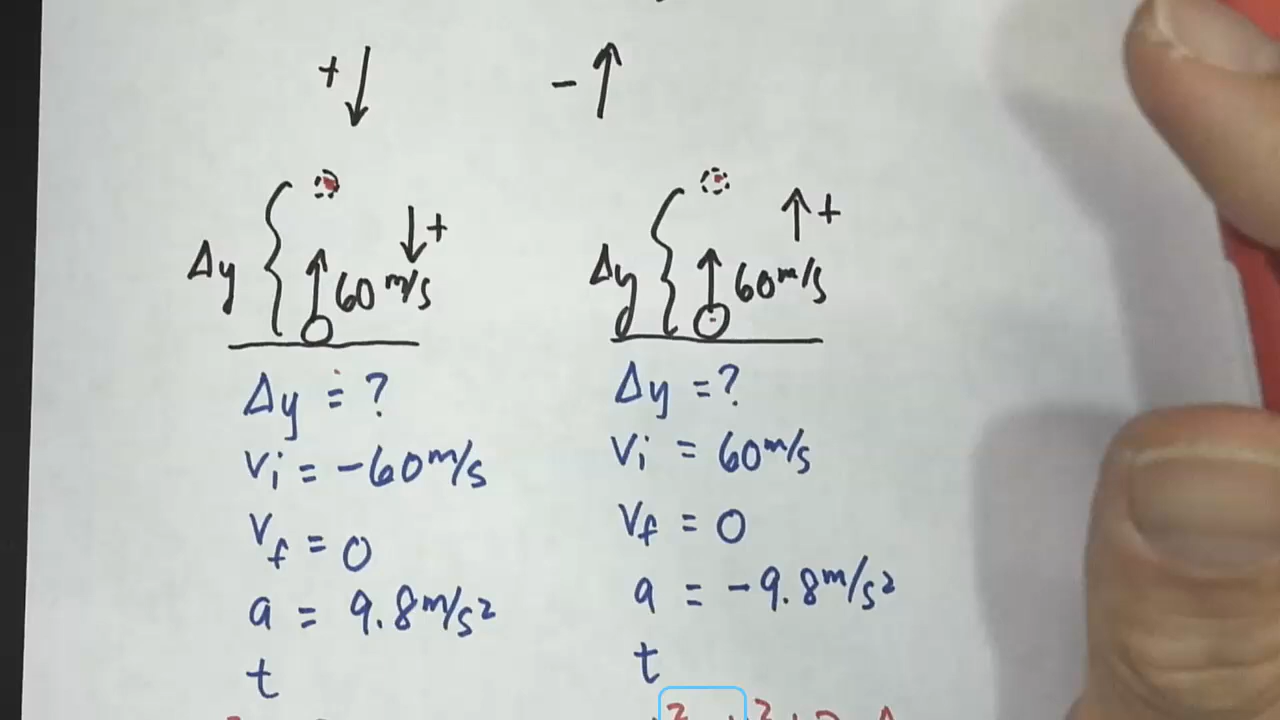 + ↓
- ↑
↓ +
Δy
60 m/s
Δy = ?
vi = -60 m/s
vf = 0
a = 9.8 m/s²
t
↑ +
Δy
60 m/s
Δy = ?
vi = 60 m/s
vf = 0
a = -9.8 m/s²
t